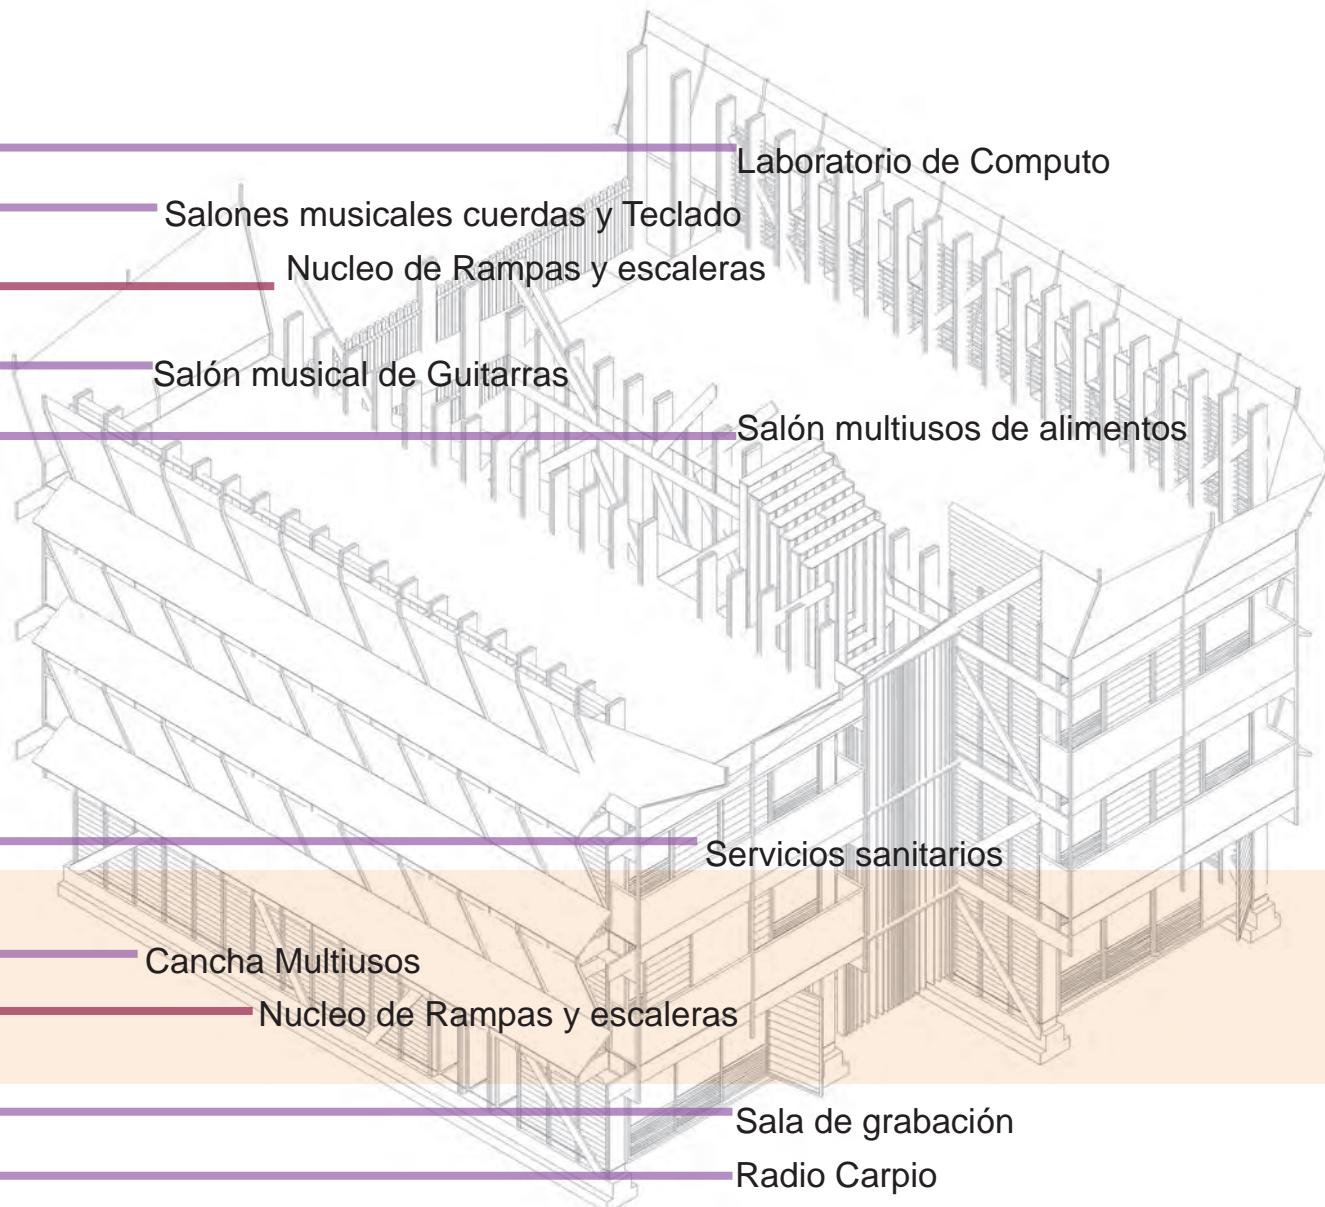 Laboratorio de Computo
Salones musicales cuerdas y Teclado
Nucleo de Rampas y escaleras
Salón musical de Guitarras
Salón multiusos de alimentos
Servicios sanitarios
Cancha Multiusos
Nucleo de Rampas y escaleras
Sala de grabación
Radio Carpio